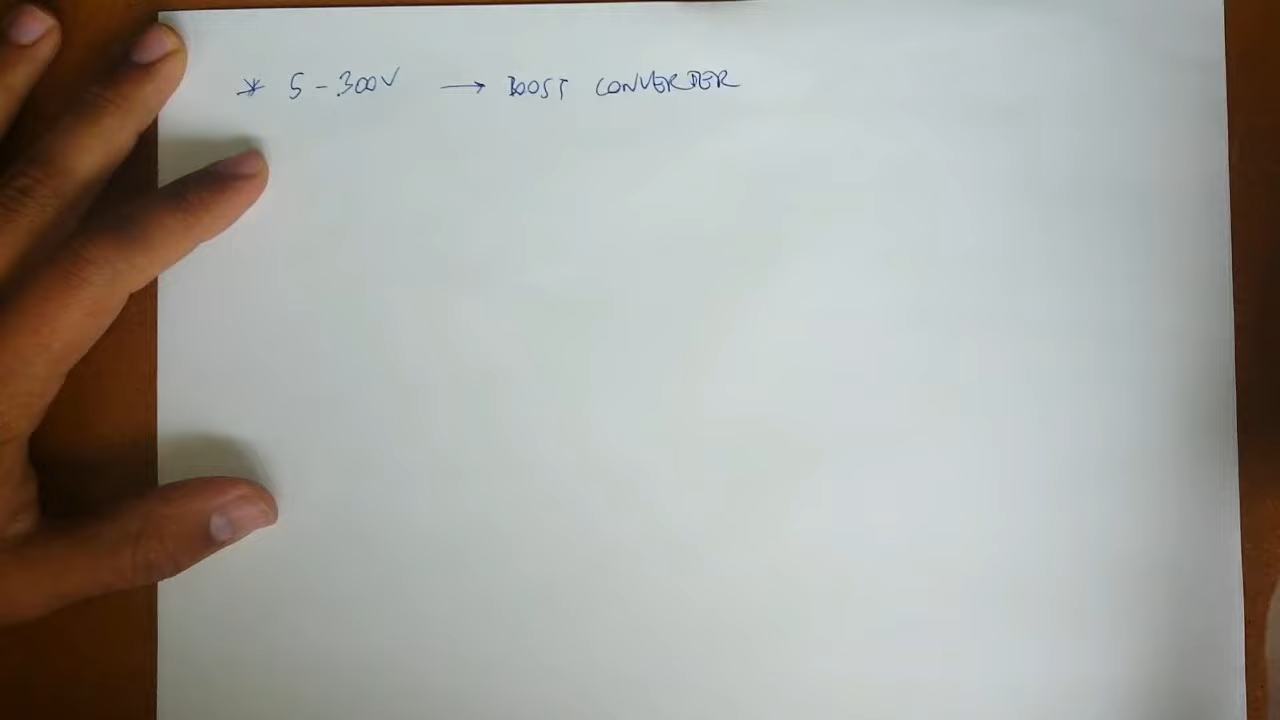 * 5 - 300V → BOOST CONVERTER